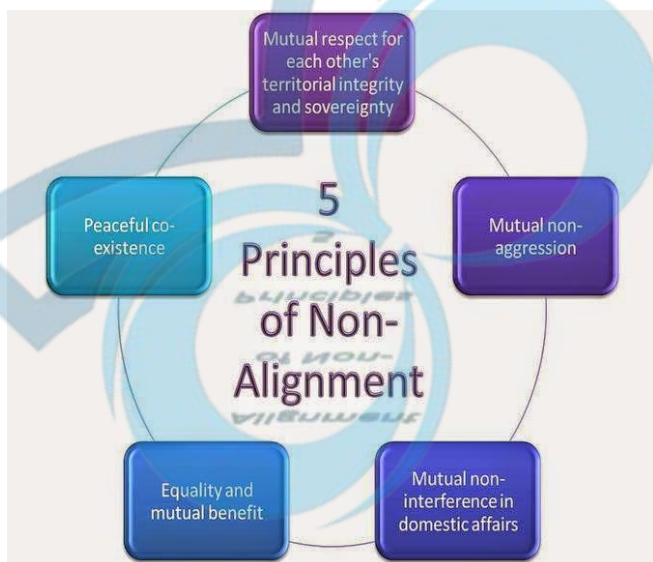 Mutual respect for
each other's
territorial integrity
and sovereignty
Peaceful co-
existence
5
Principles
of Non-
Alignment
Mutual non-
aggression
Equality and
mutual benefit
Mutual non-
interference in
domestic affairs